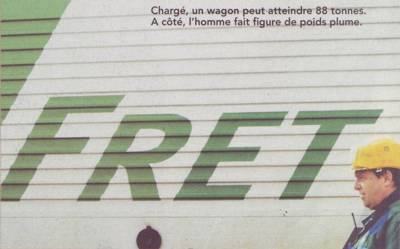 Chargé, un wagon peut atteindre 88 tonnes.
A côté, l'homme fait figure de poids plume.
FRET